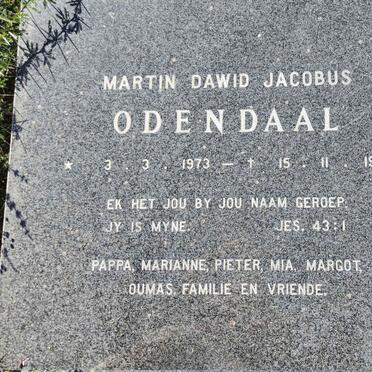 MARTIN DAWID JACOBUS
ODENDAAL
* 3. 3. 1973 – † 15. 11. 19
EK HET JOU BY JOU NAAM GEROEP.
JY IS MYNE. JES. 43:1
PAPPA, MARIANNE, PIETER, MIA, MARGOT,
OUMAS, FAMILIE EN VRIENDE.